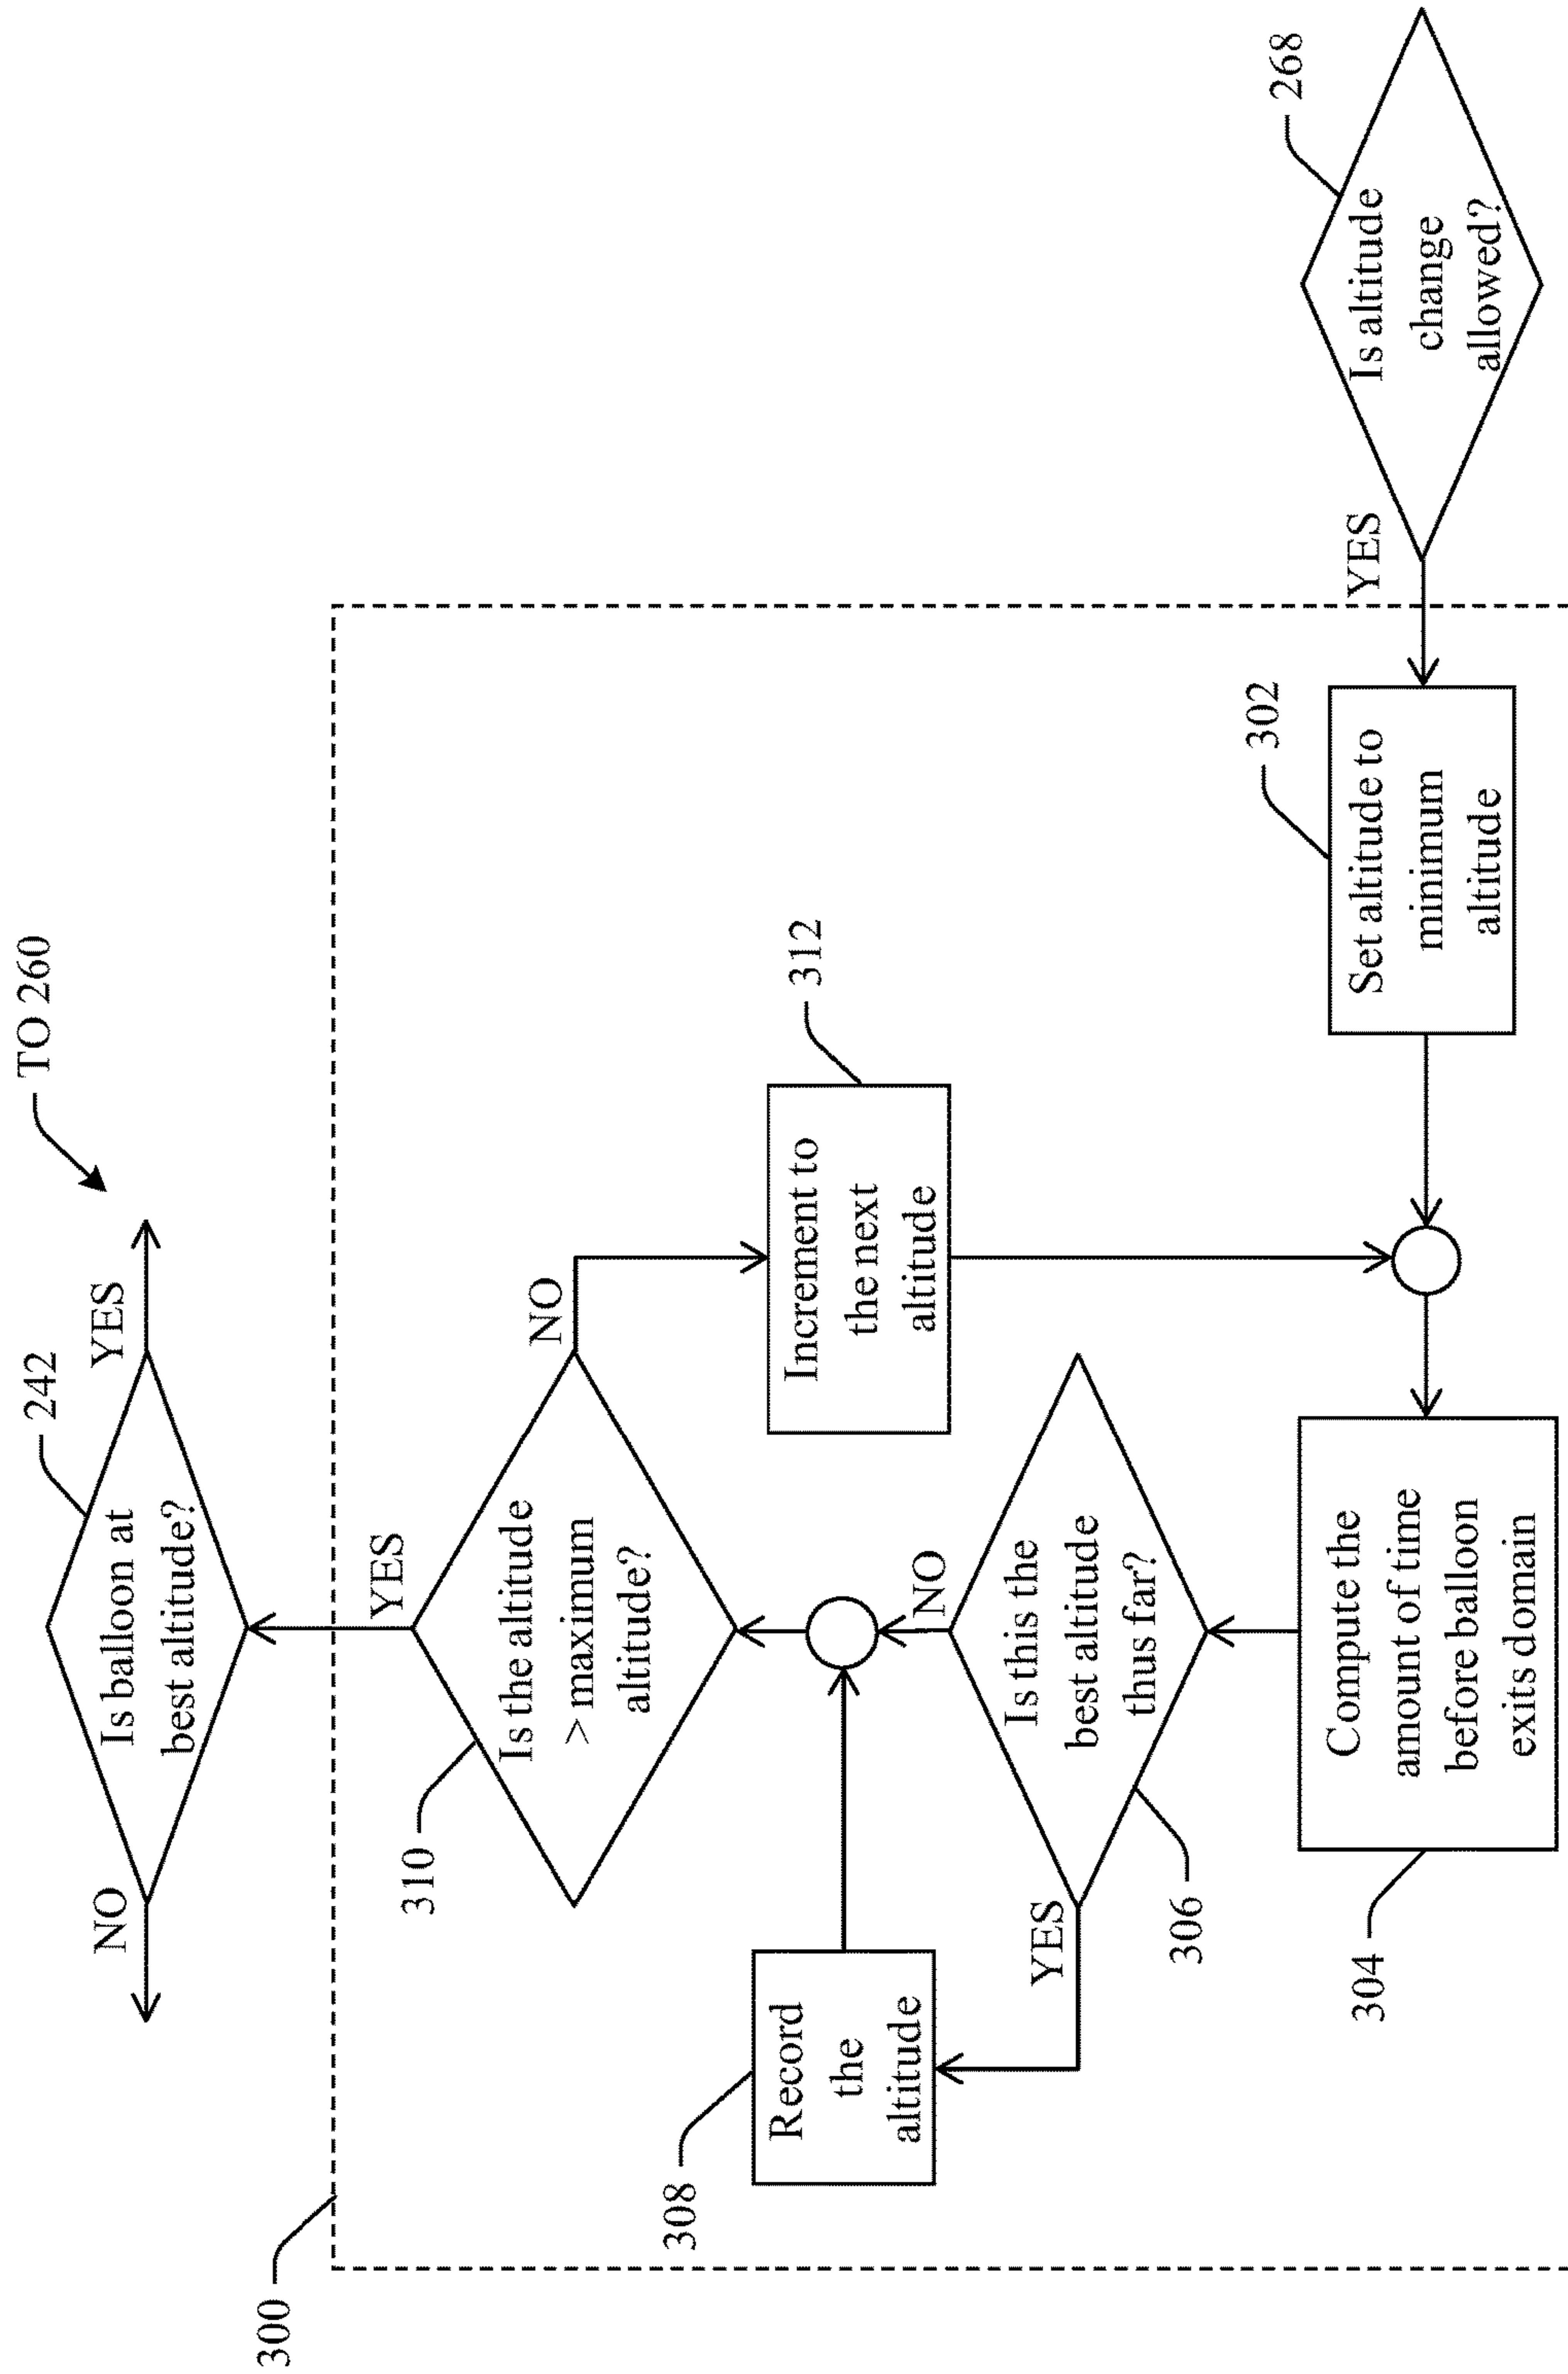 300
308
Record
the
altitude
304
Compute the
amount of time
before balloon
exits domain
306
YES
Is this the
best altitude
thus far?
NO
310
Is the altitude
> maximum
altitude?
YES
NO
NO
Is balloon at
best altitude?
242
YES
TO 260
312
Increment to
the next
altitude
302
Set altitude to
minimum
altitude
YES
268
Is altitude
change
allowed?